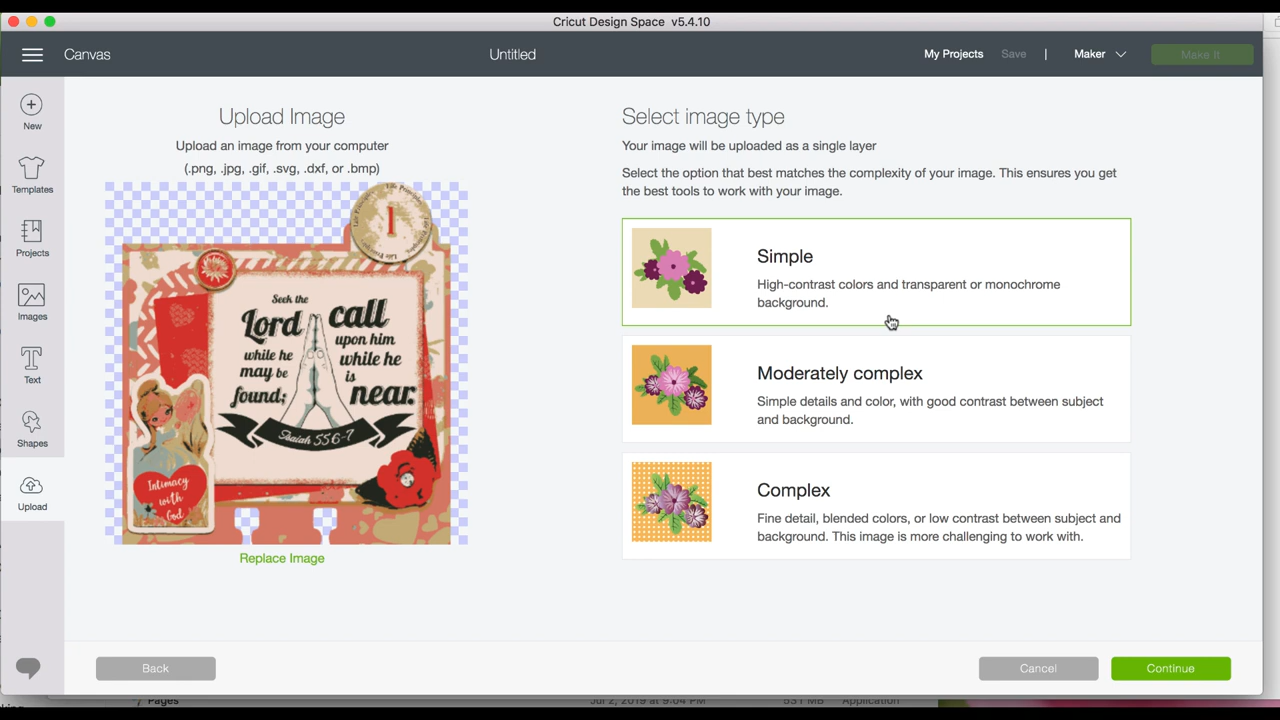 Cricut Design Space v5.4.10
Canvas
Untitled
My Projects
Save
|
Maker
Make It
New
Templates
Projects
Images
Text
Shapes
Upload
Upload Image
Upload an image from your computer
(.png, .jpg, .gif, .svg, .dxf, or .bmp)
I
Seek the
Lord
while he
may be
found;
call
upon him
while he
is
near.
Isaiah 55:6-7
Intimacy
with
God
Replace Image
Select image type
Your image will be uploaded as a single layer
Select the option that best matches the complexity of your image. This ensures you get
the best tools to work with your image.
Simple
High-contrast colors and transparent or monochrome
background.
Moderately complex
Simple details and color, with good contrast between subject
and background.
Complex
Fine detail, blended colors, or low contrast between subject and
background. This image is more challenging to work with.
Back
Cancel
Continue
Pages
Jul 2, 2019 at 9:04 PM
Application